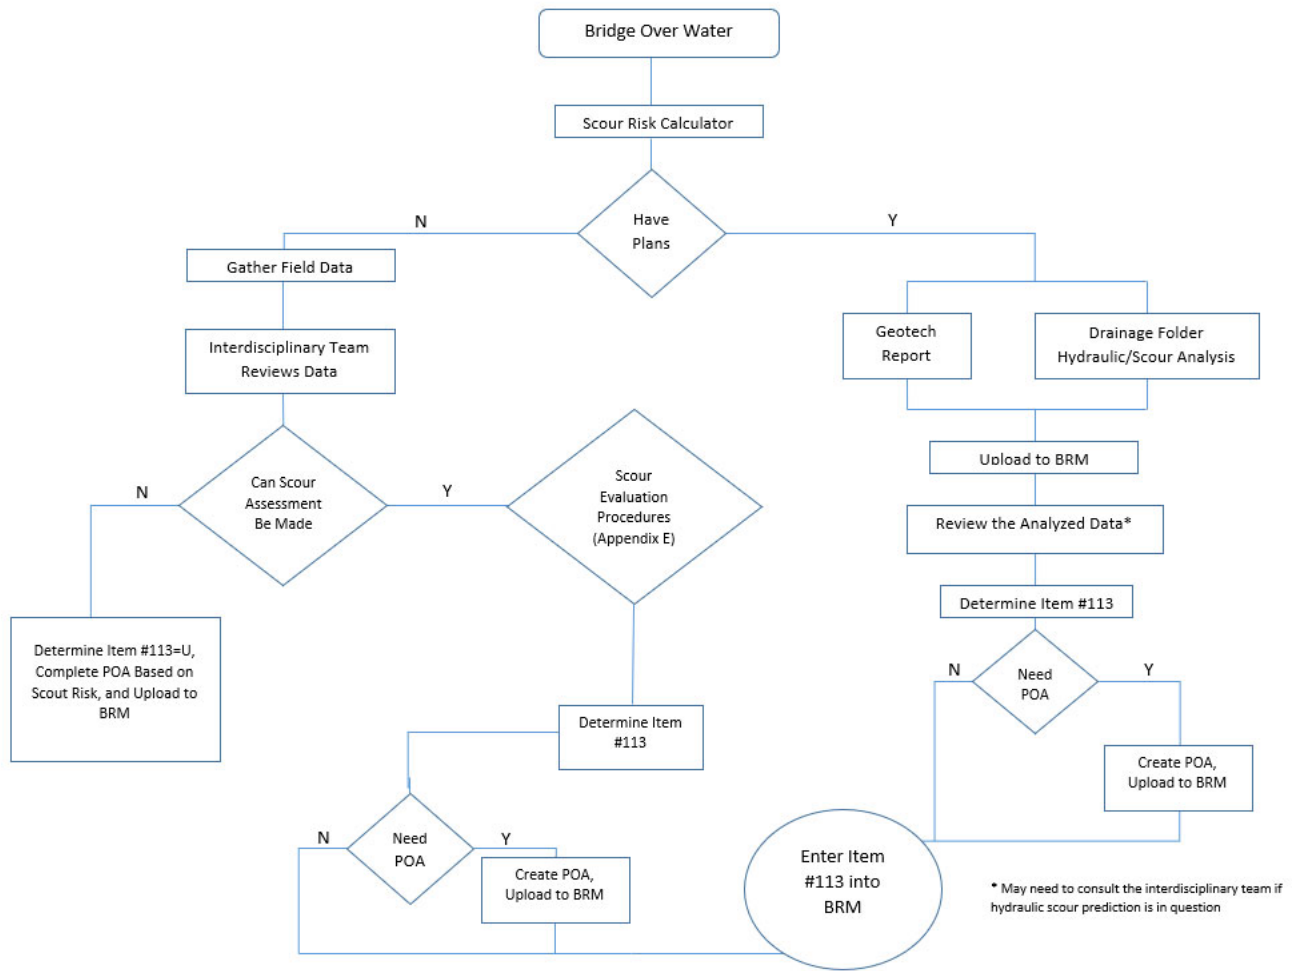 Bridge Over Water
Scour Risk Calculator
Have
Plans
N
Y
Gather Field Data
Interdisciplinary Team
Reviews Data
Geotech
Report
Drainage Folder
Hydraulic/Scour Analysis
Upload to BRM
Review the Analyzed Data*
Determine Item #113
Can Scour
Assessment
Be Made
N
Y
Scour
Evaluation
Procedures
(Appendix E)
Determine Item #113=U,
Complete POA Based on
Scout Risk, and Upload to
BRM
Determine Item
#113
Need
POA
N
Y
Create POA,
Upload to BRM
Need
POA
N
Y
Create POA,
Upload to BRM
Enter Item
#113 into
BRM
* May need to consult the interdisciplinary team if
hydraulic scour prediction is in question